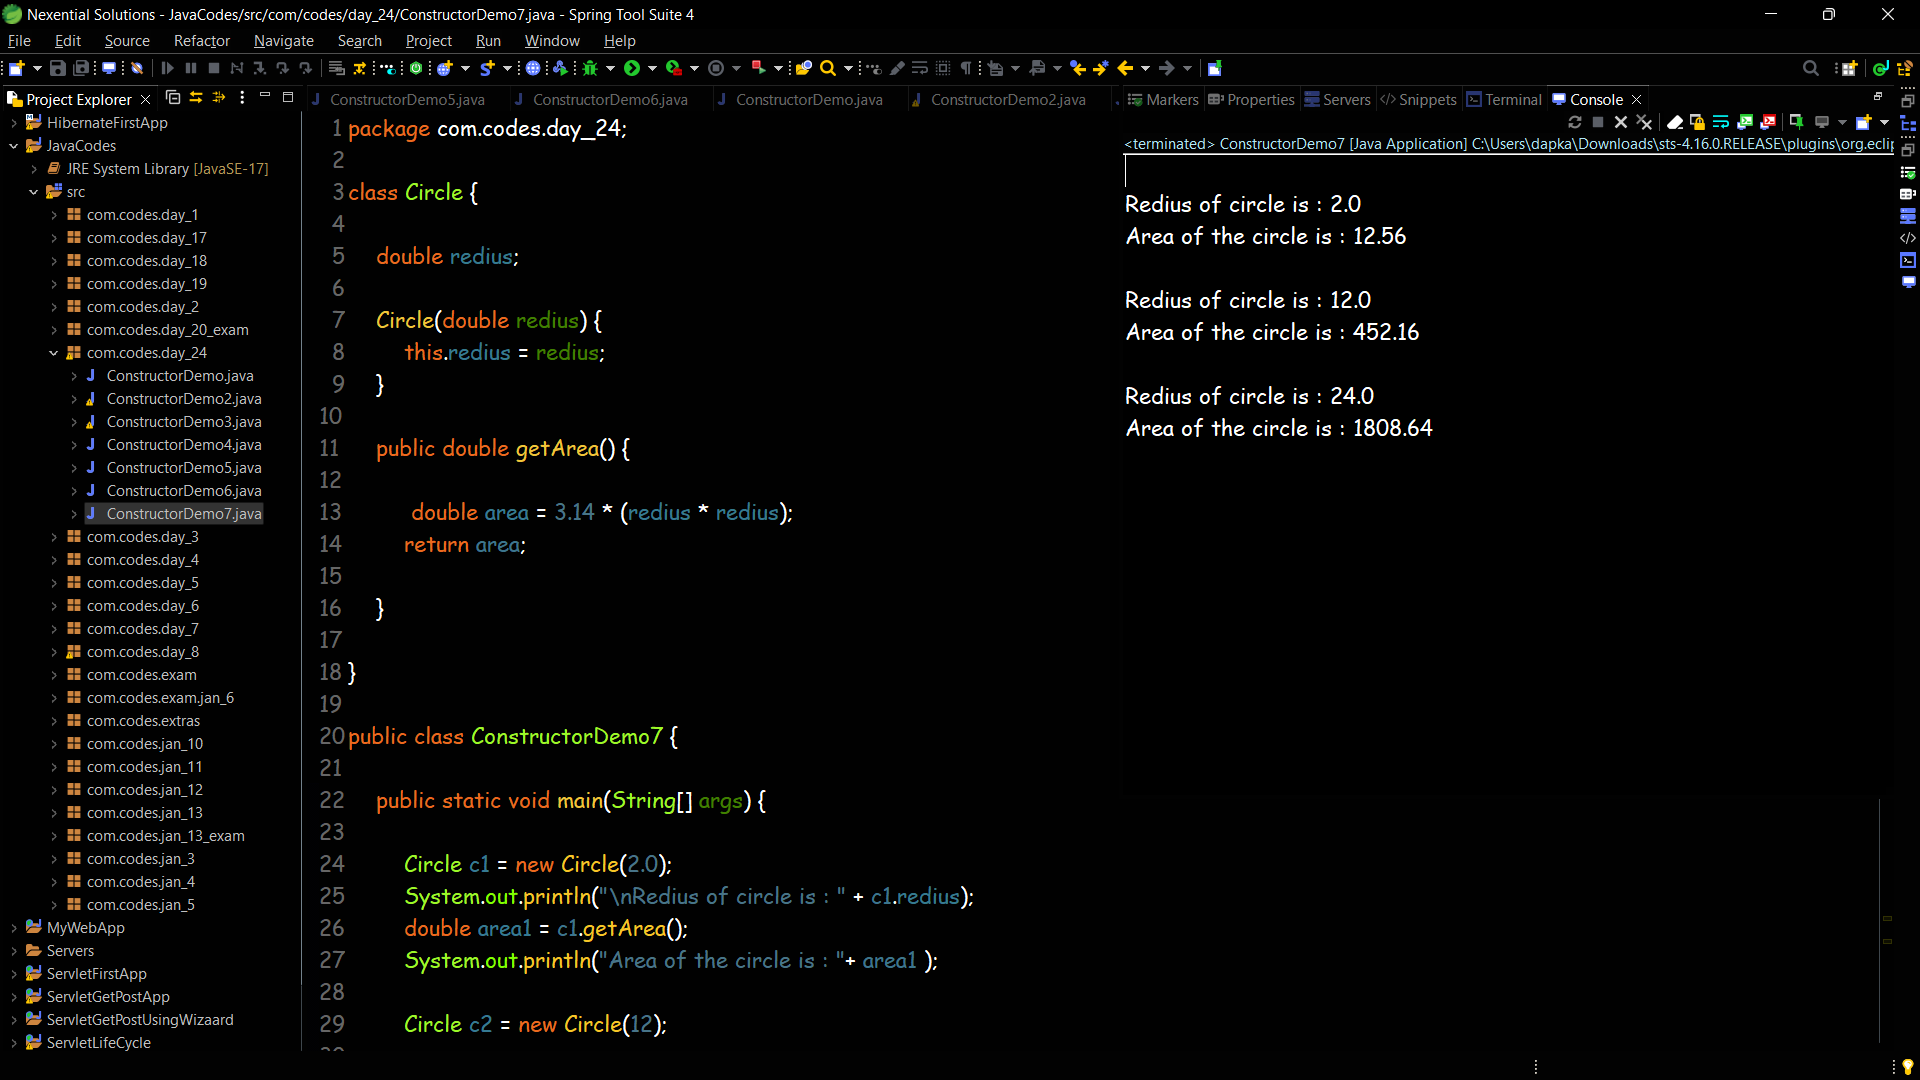 Nexential Solutions - JavaCodes/src/com/codes/day_24/ConstructorDemo7.java - Spring Tool Suite 4
File Edit Source Refactor Navigate Search Project Run Window Help
Project Explorer
HibernateFirstApp
JavaCodes
JRE System Library [JavaSE-17]
src
com.codes.day_1
com.codes.day_17
com.codes.day_18
com.codes.day_19
com.codes.day_2
com.codes.day_20_exam
com.codes.day_24
ConstructorDemo.java
ConstructorDemo2.java
ConstructorDemo3.java
ConstructorDemo4.java
ConstructorDemo5.java
ConstructorDemo6.java
ConstructorDemo7.java
com.codes.day_3
com.codes.day_4
com.codes.day_5
com.codes.day_6
com.codes.day_7
com.codes.day_8
com.codes.exam
com.codes.exam.jan_6
com.codes.extras
com.codes.jan_10
com.codes.jan_11
com.codes.jan_12
com.codes.jan_13
com.codes.jan_13_exam
com.codes.jan_3
com.codes.jan_4
com.codes.jan_5
MyWebApp
Servers
ServletFirstApp
ServletGetPostApp
ServletGetPostUsingWizaard
ServletLifeCycle
ConstructorDemo5.java ConstructorDemo6.java ConstructorDemo.java ConstructorDemo2.java
1 package com.codes.day_24;
2
3 class Circle {
4
5 double redius;
6
7 Circle(double redius) {
8 this.redius = redius;
9 }
10
11 public double getArea() {
12
13 double area = 3.14 * (redius * redius);
14 return area;
15
16 }
17
18 }
19
20 public class ConstructorDemo7 {
21
22 public static void main(String[] args) {
23
24 Circle c1 = new Circle(2.0);
25 System.out.println("\nRedius of circle is : " + c1.redius);
26 double area1 = c1.getArea();
27 System.out.println("Area of the circle is : "+ area1 );
28
29 Circle c2 = new Circle(12);
Markers Properties Servers Snippets Terminal Console
<terminated> ConstructorDemo7 [Java Application] C:\Users\dapka\Downloads\sts-4.16.0.RELEASE\plugins\org.eclip
Redius of circle is : 2.0
Area of the circle is : 12.56
Redius of circle is : 12.0
Area of the circle is : 452.16
Redius of circle is : 24.0
Area of the circle is : 1808.64